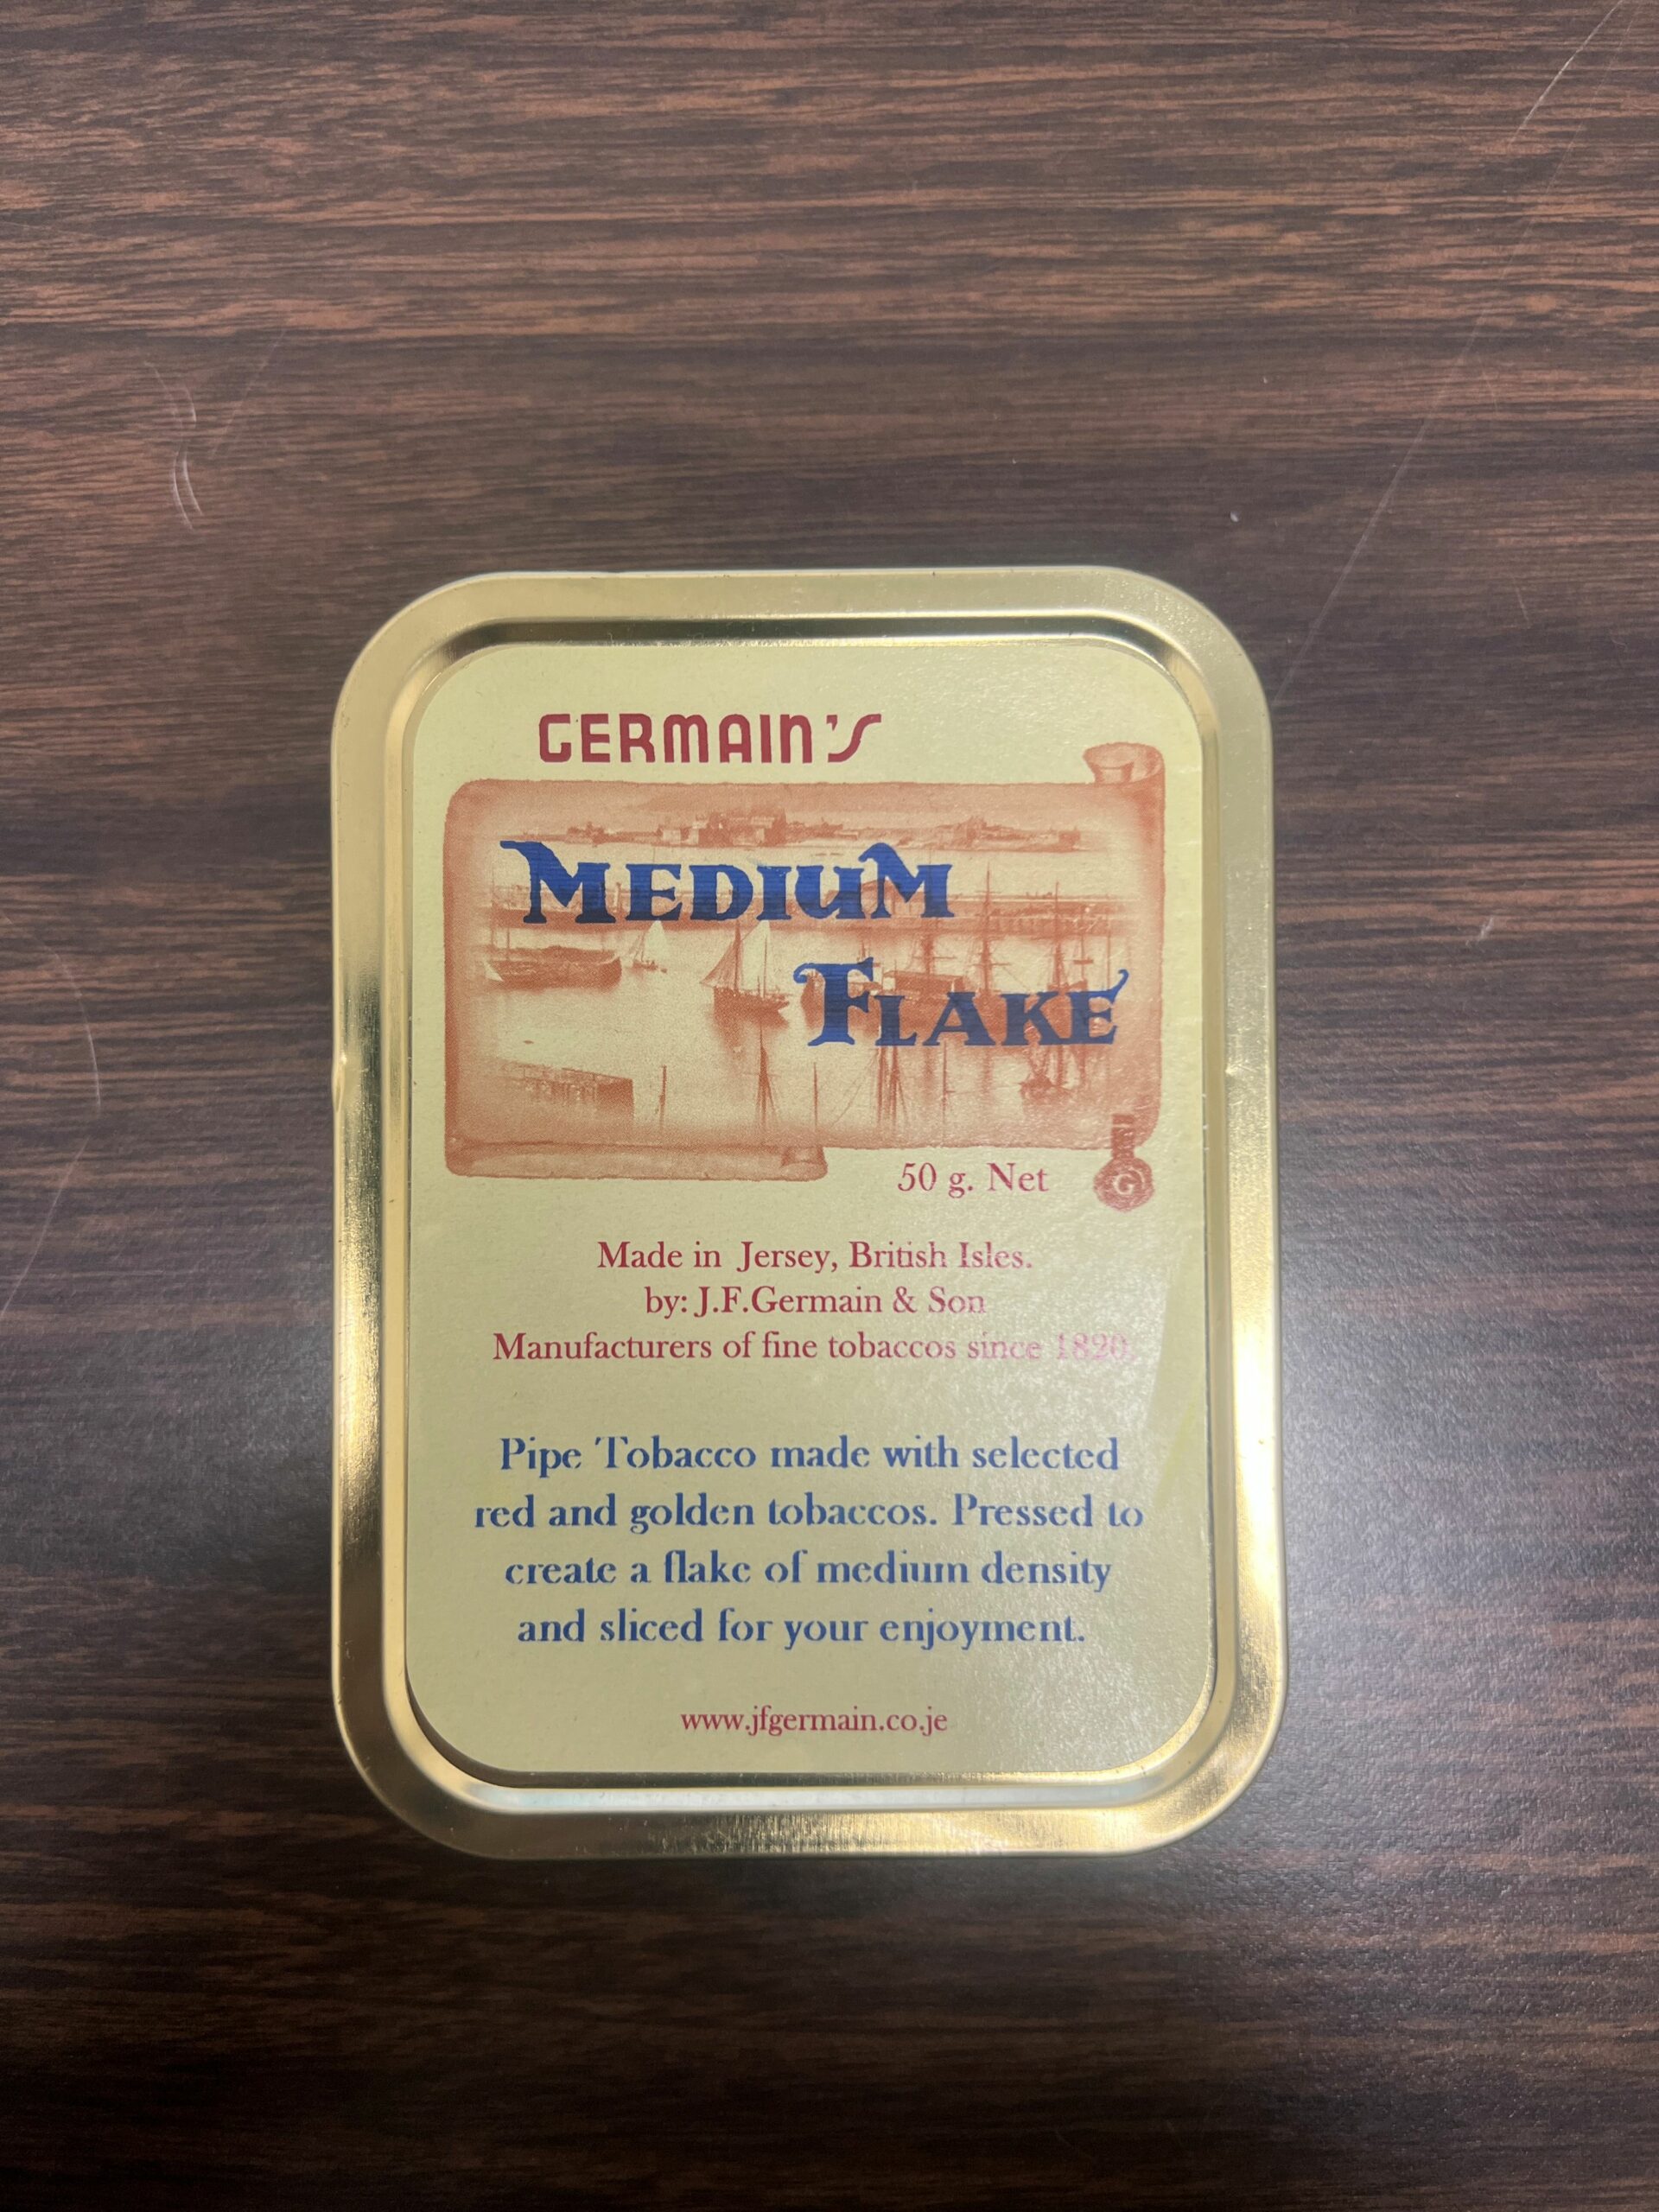 GERMAIN'S
MEDIUM
FLAKE
50 g. Net
G
Made in Jersey, British Isles.
by: J.F.Germain & Son
Manufacturers of fine tobaccos since 1820.
Pipe Tobacco made with selected
red and golden tobaccos. Pressed to
create a flake of medium density
and sliced for your enjoyment.
www.jfgermain.co.je